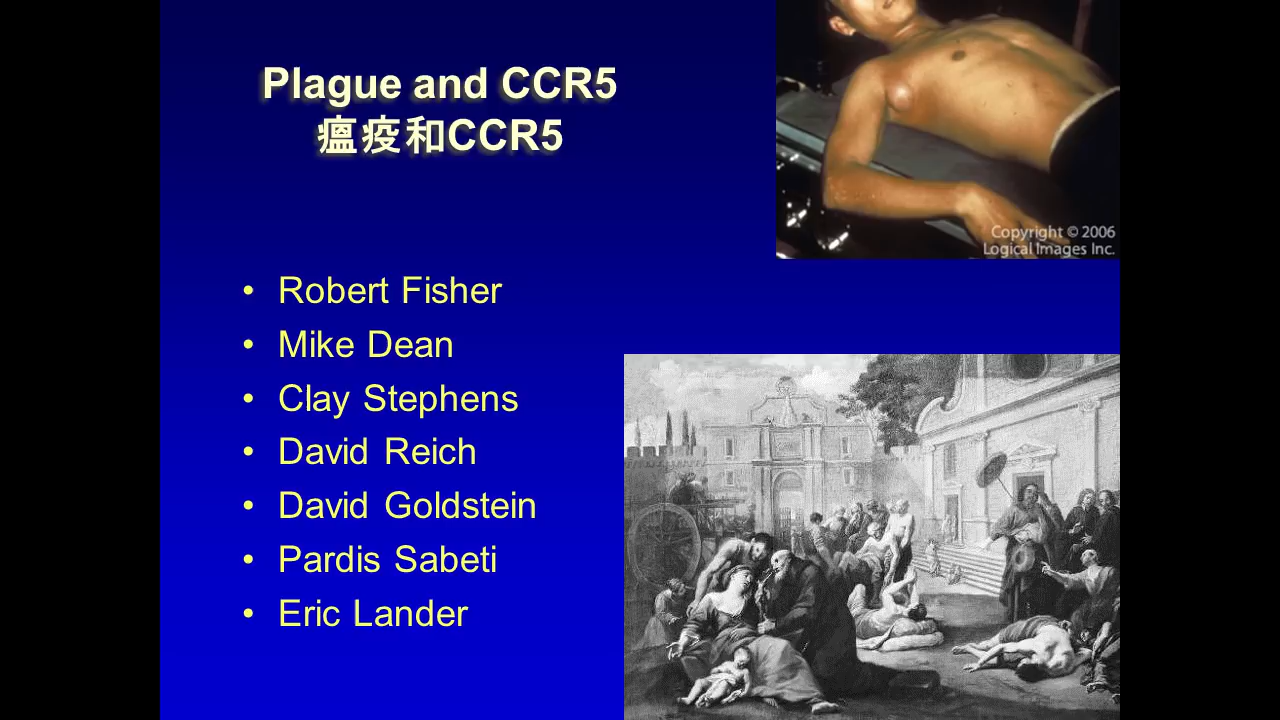 Plague and CCR5
瘟疫和CCR5
Copyright © 2006
Logical Images Inc.
• Robert Fisher
• Mike Dean
• Clay Stephens
• David Reich
• David Goldstein
• Pardis Sabeti
• Eric Lander